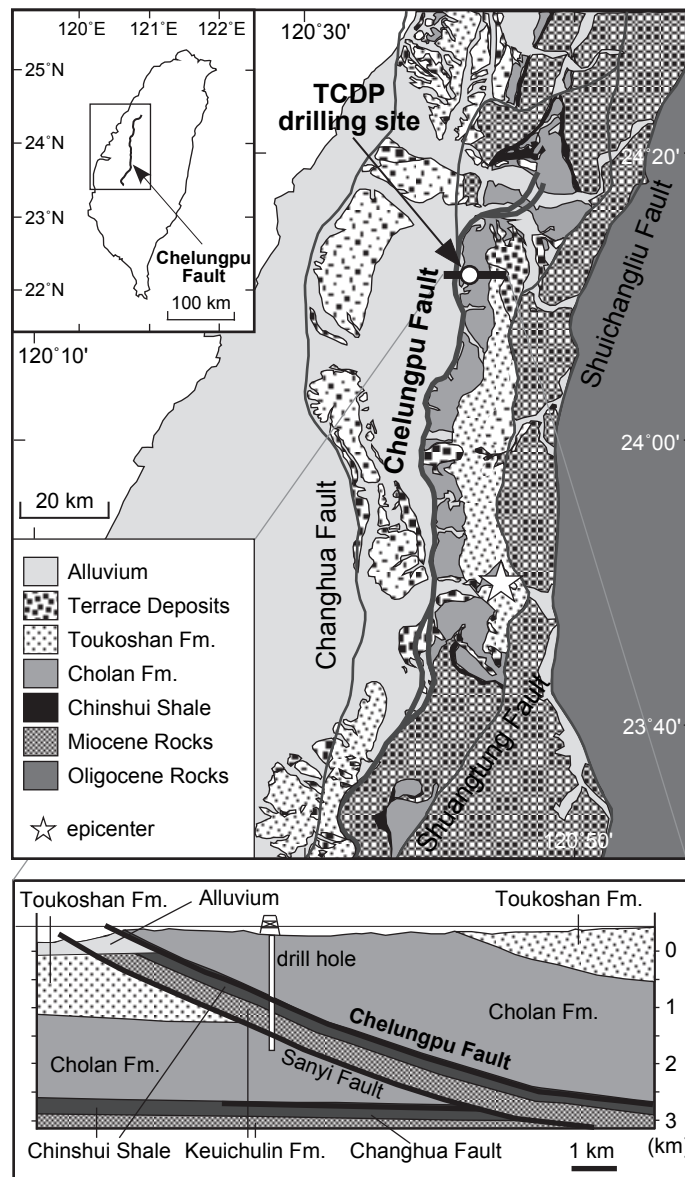 120˚E 121˚E 122˚E
25˚N
24˚N
23˚N
22˚N
Chelungpu
Fault
100 km
120˚30'
TCDP
drilling site
24˚20'
Shuichangliu Fault
120˚10'
Chelungpu Fault
24˚00'
20 km
Changhua Fault
Alluvium
Terrace Deposits
Toukoshan Fm.
Cholan Fm.
Chinshui Shale
Miocene Rocks
Oligocene Rocks
epicenter
Shuangtung Fault
23˚40'
120˚50'
Toukoshan Fm. Alluvium Toukoshan Fm.
drill hole
0
Cholan Fm.
1
Chelungpu Fault
Cholan Fm.
Sanyi Fault
2
3
Chinshui Shale Keuichulin Fm. Changhua Fault (km)
1 km